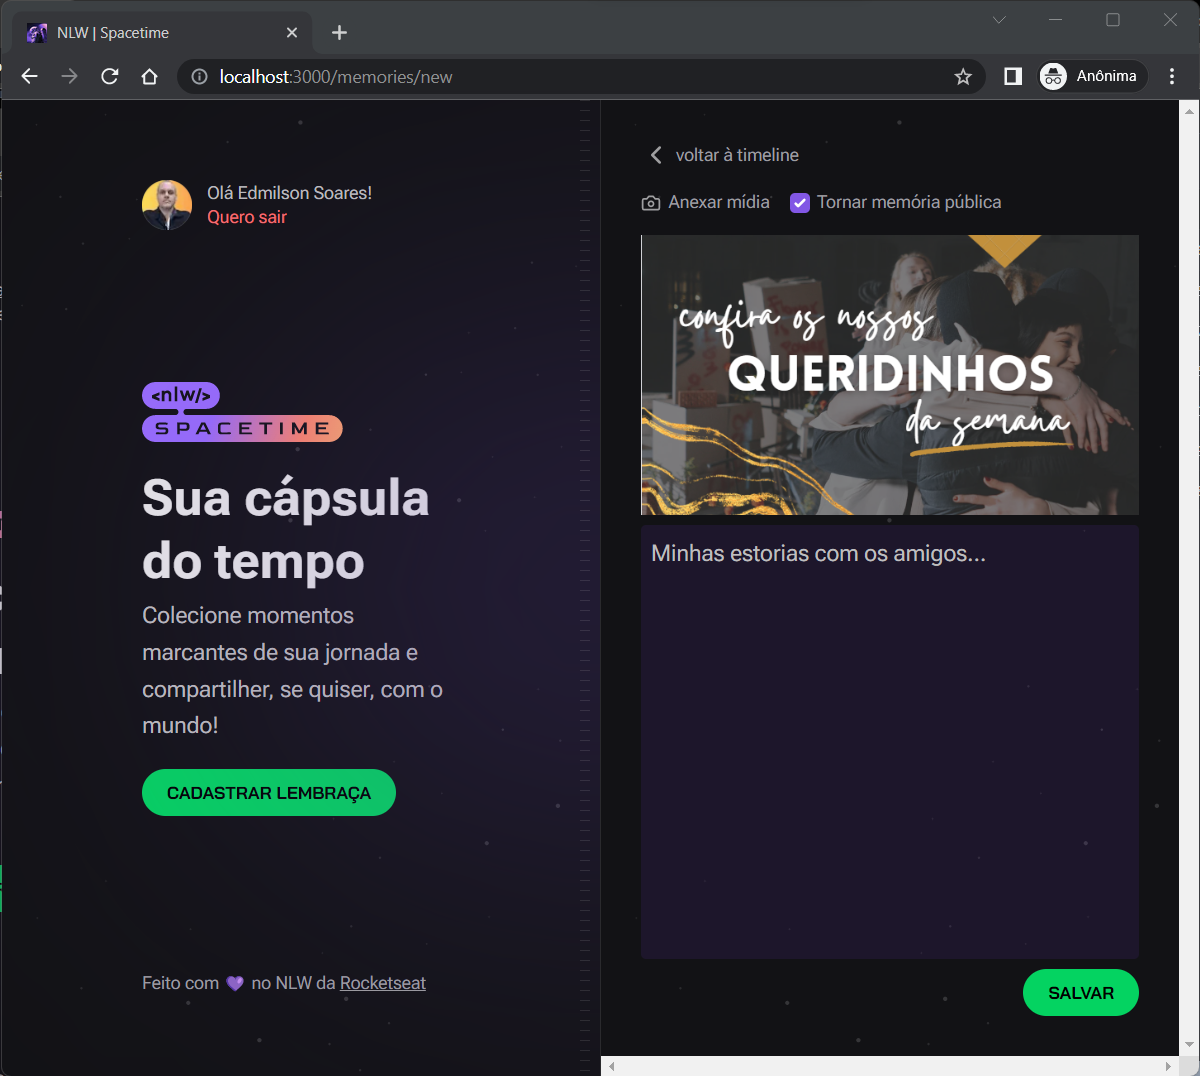 NLW | Spacetime
localhost:3000/memories/new
Anônima
Olá Edmilson Soares!
Quero sair
<nlw/>
SPACETIME
Sua cápsula
do tempo
Colecione momentos
marcantes de sua jornada e
compartilher, se quiser, com o
mundo!
CADASTRAR LEMBRAÇA
Feito com 💜 no NLW da Rocketseat
voltar à timeline
Anexar mídia
Tornar memória pública
confira os nossos
QUERIDINHOS
da semana
Minhas estorias com os amigos...
SALVAR